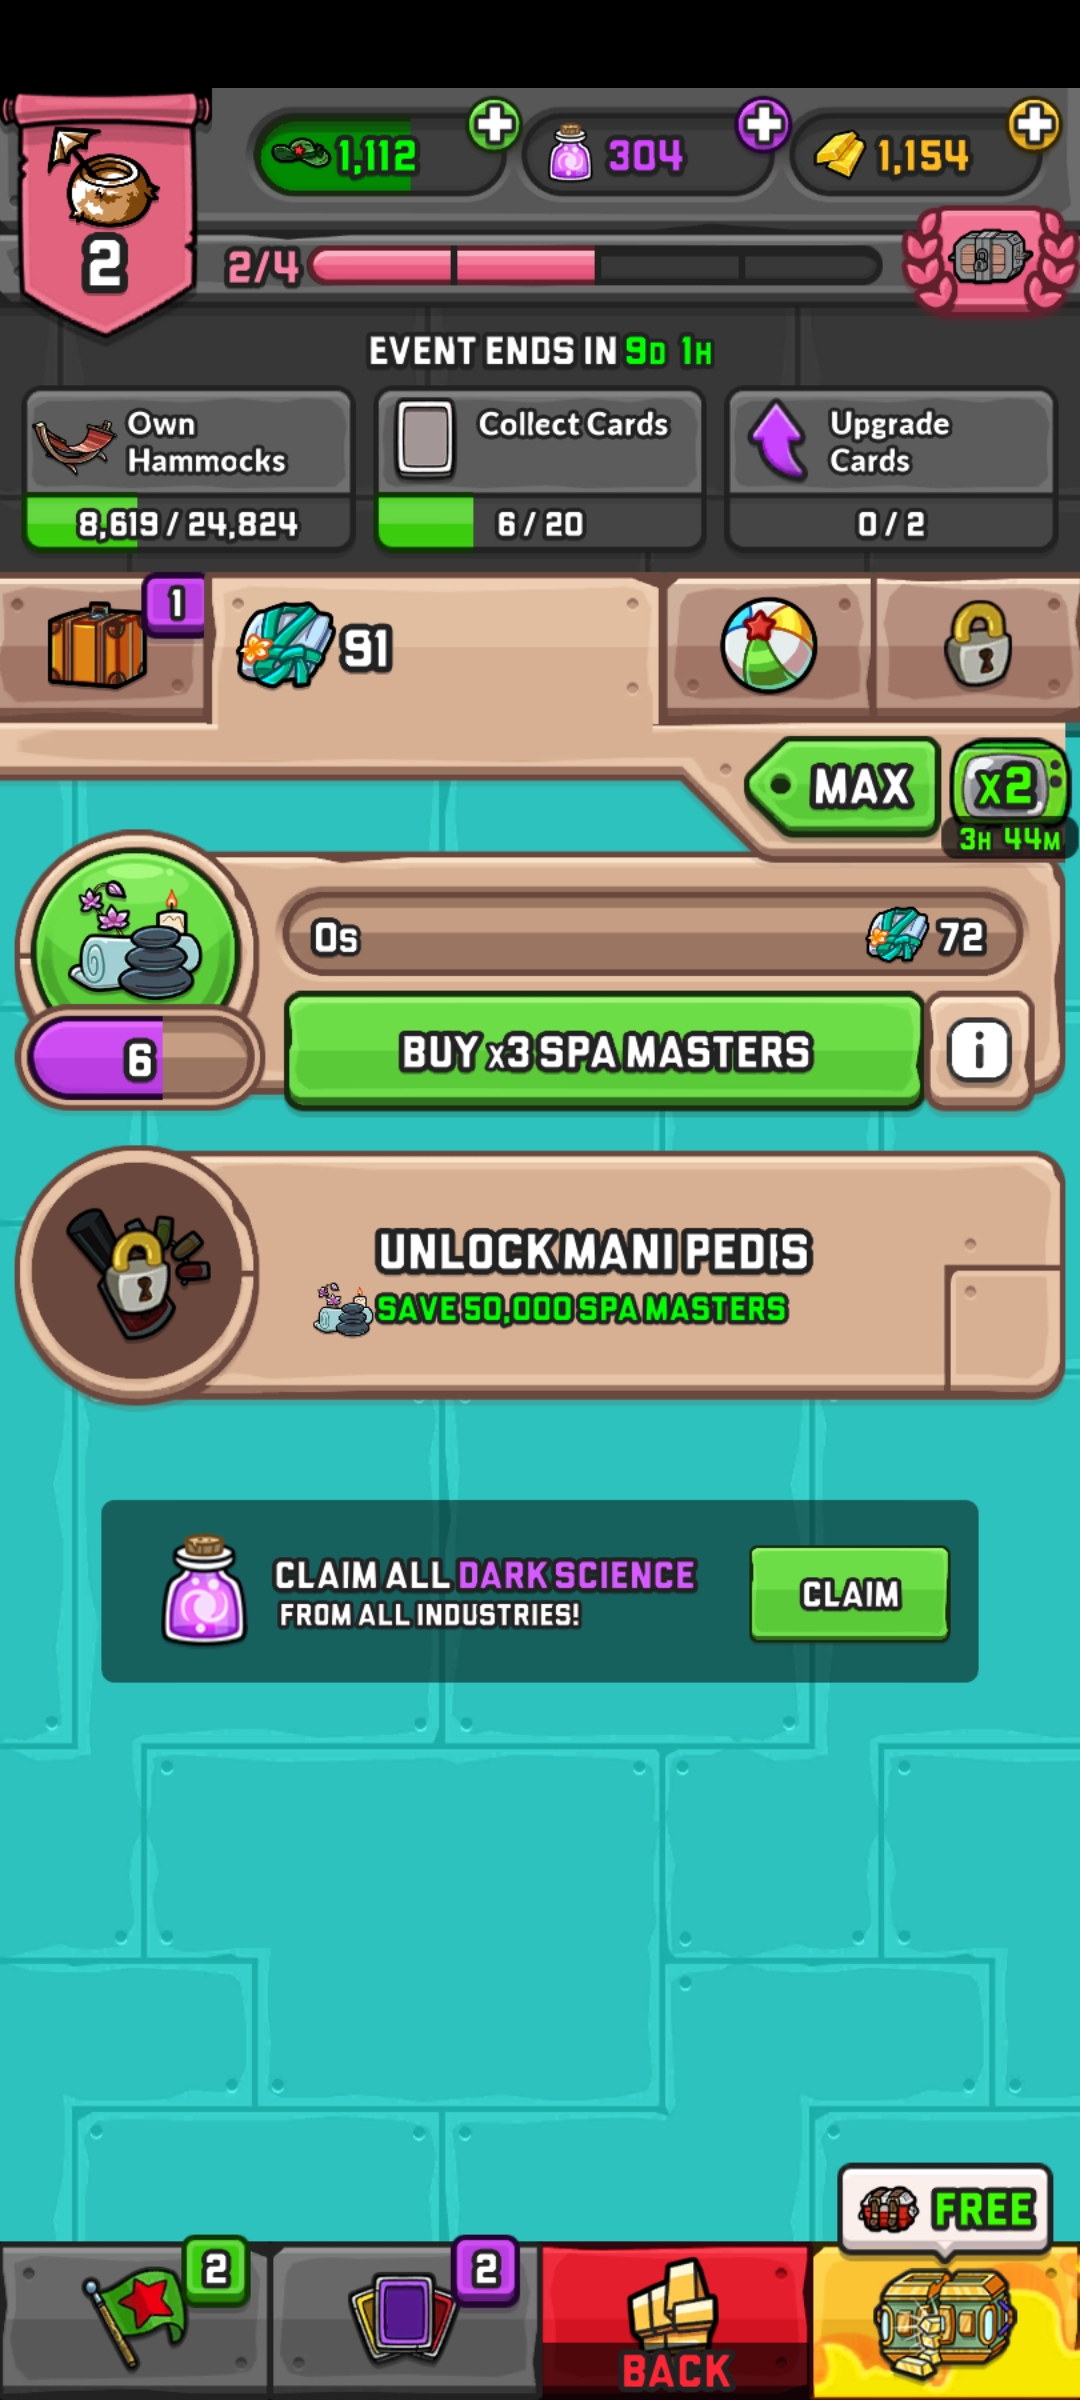 1,112
304
1,154
2
2/4
EVENT ENDS IN 9D 1H
Own
Hammocks
8,619 / 24,824
Collect Cards
6 / 20
Upgrade
Cards
0 / 2
1
91
MAX
x2
3H 44M
0s
72
6
BUY x3 SPA MASTERS
i
UNLOCK MANI PEDIS
SAVE 50,000 SPA MASTERS
CLAIM ALL DARK SCIENCE
FROM ALL INDUSTRIES!
CLAIM
FREE
2
2
BACK